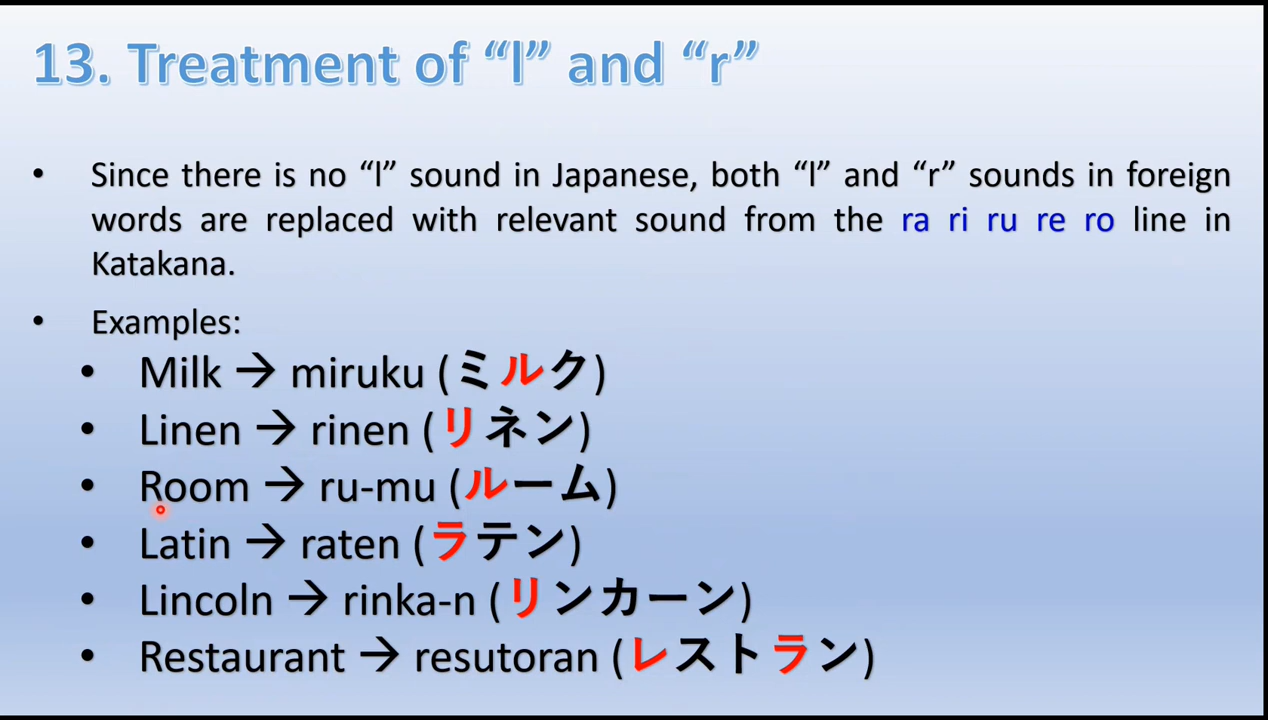 13. Treatment of “l” and “r”
• Since there is no “l” sound in Japanese, both “l” and “r” sounds in foreign
words are replaced with relevant sound from the ra ri ru re ro line in
Katakana.
• Examples:
• Milk → miruku (ミルク)
• Linen → rinen (リネン)
• Room → ru-mu (ルーム)
• Latin → raten (ラテン)
• Lincoln → rinka-n (リンカーン)
• Restaurant → resutoran (レストラン)